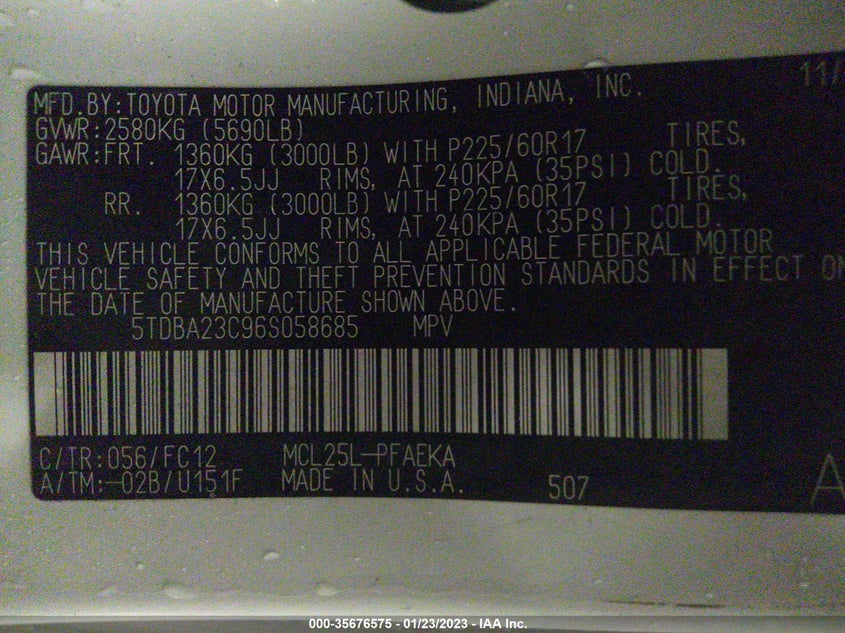 11/
MFD.BY:TOYOTA MOTOR MANUFACTURING, INDIANA, INC.
GVWR:2580KG (5690LB)
GAWR:FRT. 1360KG (3000LB) WITH P225/60R17 TIRES,
17X6.5JJ RIMS, AT 240KPA (35PSI) COLD.
RR. 1360KG (3000LB) WITH P225/60R17 TIRES,
17X6.5JJ RIMS, AT 240KPA (35PSI) COLD.
THIS VEHICLE CONFORMS TO ALL APPLICABLE FEDERAL MOTOR
VEHICLE SAFETY AND THEFT PREVENTION STANDARDS IN EFFECT ON
THE DATE OF MANUFACTURE SHOWN ABOVE.
5TDBA23C96S058685 MPV
C/TR:056/FC12 MCL25L-PFAEKA
A/TM:-02B/U151F MADE IN U.S.A. 507 A
000-35676575 - 01/23/2023 - IAA Inc.